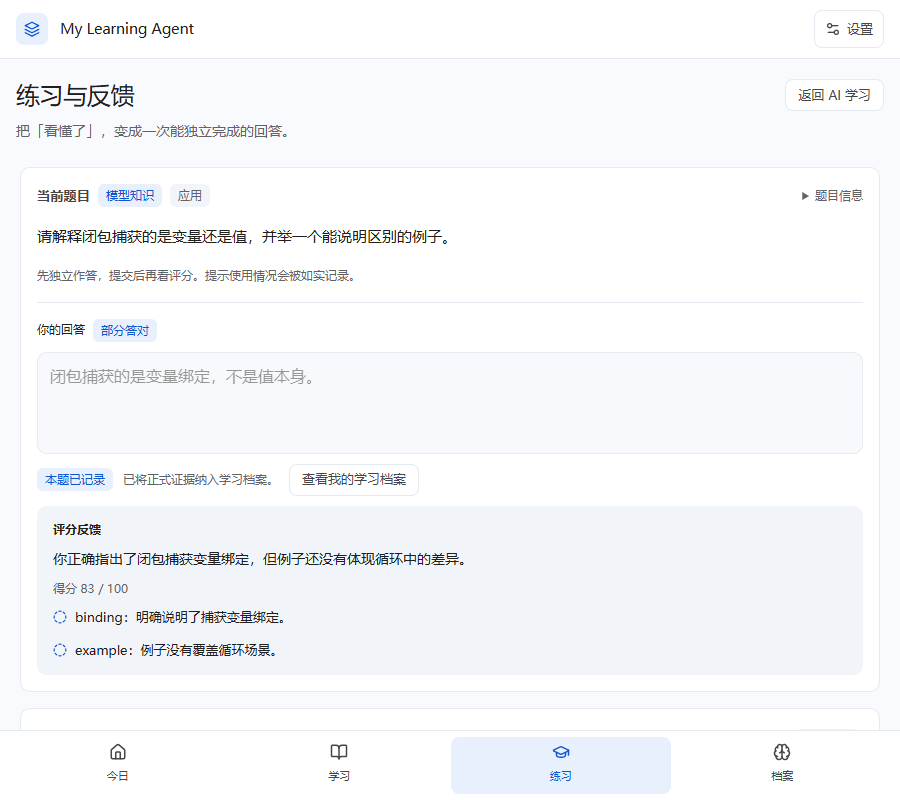 My Learning Agent
设置
练习与反馈
返回 AI 学习
把「看懂了」，变成一次能独立完成的回答。
当前题目 模型知识 应用
▶ 题目信息
请解释闭包捕获的是变量还是值，并举一个能说明区别的例子。
先独立作答，提交后再看评分。提示使用情况会被如实记录。
你的回答 部分答对
闭包捕获的是变量绑定，不是值本身。
本题已记录 已将正式证据纳入学习档案。 查看我的学习档案
评分反馈
你正确指出了闭包捕获变量绑定，但例子还没有体现循环中的差异。
得分 83 / 100
binding：明确说明了捕获变量绑定。
example：例子没有覆盖循环场景。
今日
学习
练习
档案